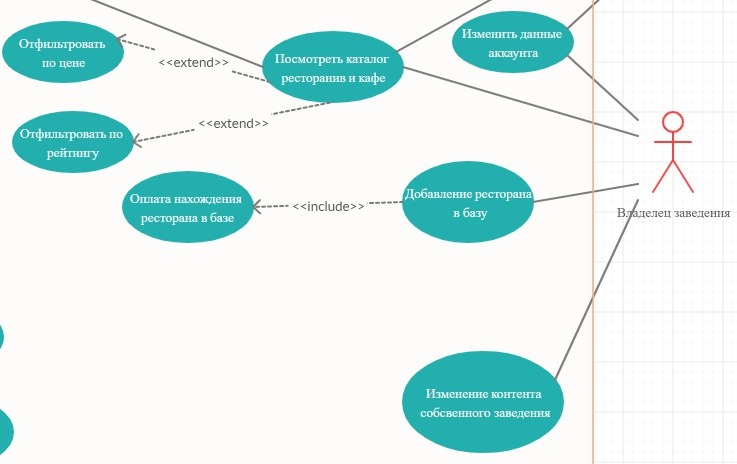 Отфильтровать
по цене
<<extend>>
Посмотреть каталог
ресторанив и кафе
Изменить данные
аккаунта
Отфильтровать по
рейтингу
<<extend>>
Оплата нахождения
ресторана в базе
<<include>>
Добавление ресторана
в базу
Владелец заведения
Изменение контента
собсвенного заведения